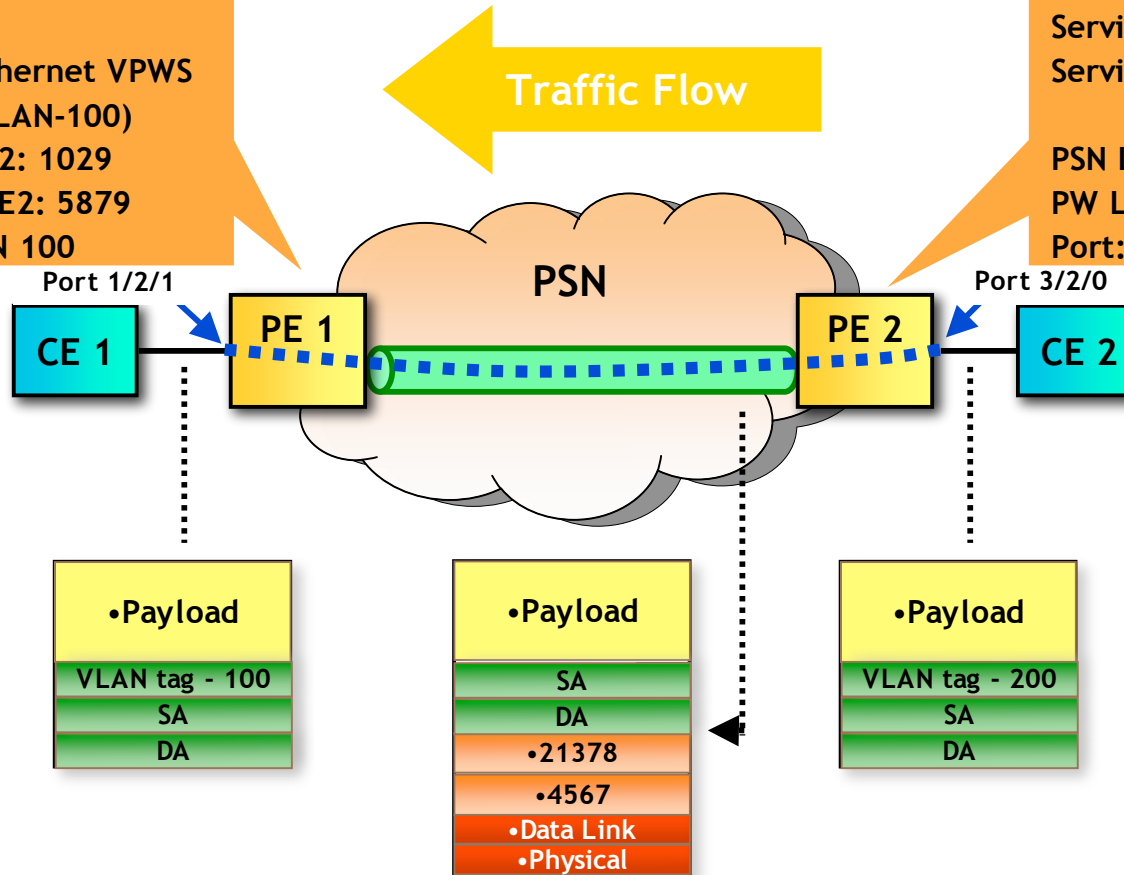 hernet VPWS
LAN-100)
2: 1029
E2: 5879
N 100
Traffic Flow
Servi
Servi
PSN
PW L
Port:
Port 1/2/1
PSN
Port 3/2/0
CE 1
PE 1
PE 2
CE 2
•Payload
VLAN tag - 100
SA
DA
•Payload
SA
DA
•21378
•4567
•Data Link
•Physical
•Payload
VLAN tag - 200
SA
DA